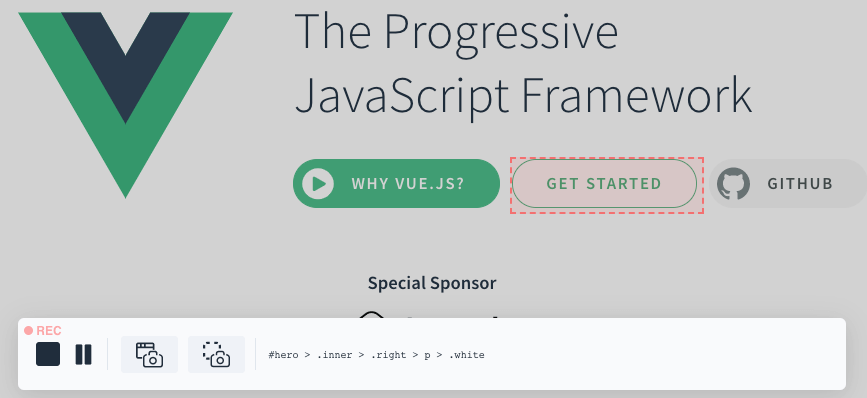 The Progressive
JavaScript Framework
WHY VUE.JS?
GET STARTED
GITHUB
Special Sponsor
REC
#hero > .inner > .right > p > .white